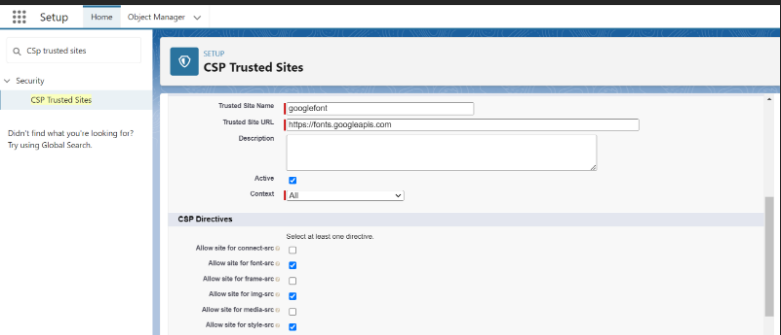 Setup
Home
Object Manager
CSp trusted sites
Security
CSP Trusted Sites
Didn't find what you're looking for?
Try using Global Search.
SETUP
CSP Trusted Sites
Trusted Site Name
googlefont
Trusted Site URL
https://fonts.googleapis.com
Description
Active
Context
All
CSP Directives
Select at least one directive.
Allow site for connect-src
Allow site for font-src
Allow site for frame-src
Allow site for img-src
Allow site for media-src
Allow site for style-src